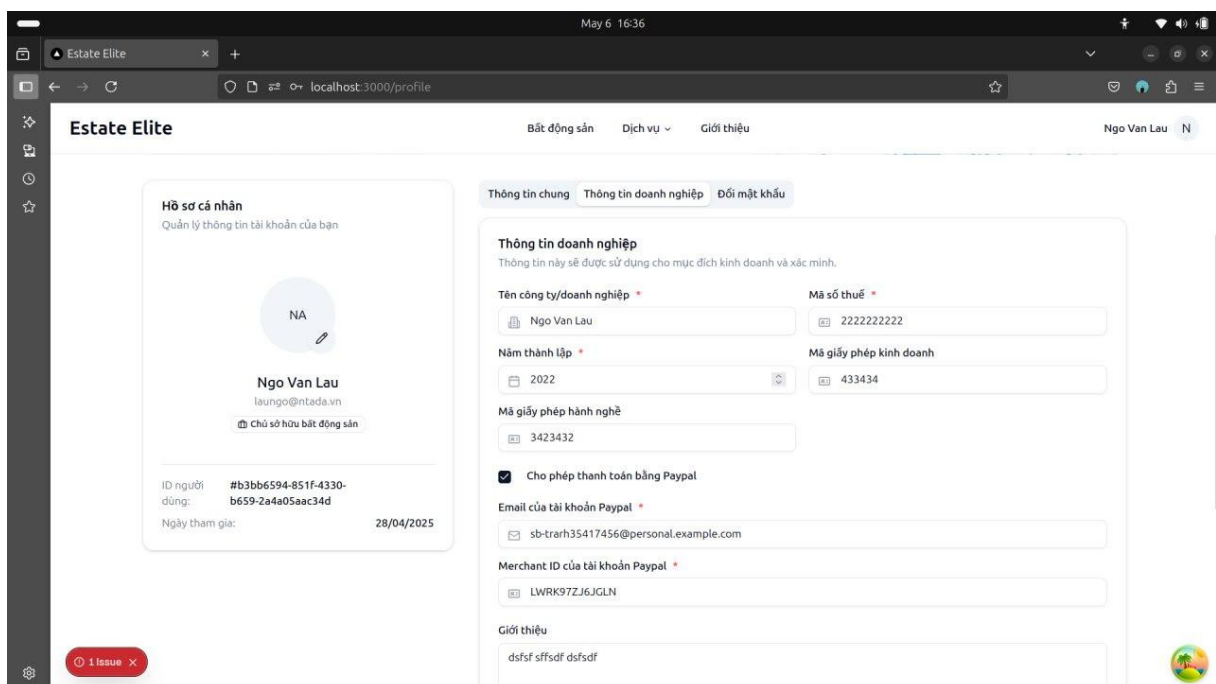 May 6 16:36
Estate Elite
localhost:3000/profile
Estate Elite
Bất động sản Dịch vụ Giới thiệu
Ngo Van Lau N
Hồ sơ cá nhân
Quản lý thông tin tài khoản của bạn
NA
Ngo Van Lau
laungo@ntada.vn
Chủ sở hữu bất động sản
ID người dùng:
#b3bb6594-851f-4330-
b659-2a4a05aac34d
Ngày tham gia: 28/04/2025
Thông tin chung Thông tin doanh nghiệp Đổi mật khẩu
Thông tin doanh nghiệp
Thông tin này sẽ được sử dụng cho mục đích kinh doanh và xác minh.
Tên công ty/doanh nghiệp *
Ngo Van Lau
Mã số thuế *
2222222222
Năm thành lập *
2022
Mã giấy phép kinh doanh
433434
Mã giấy phép hành nghề
3423432
Cho phép thanh toán bằng Paypal
Email của tài khoản Paypal *
sb-trarh35417456@personal.example.com
Merchant ID của tài khoản Paypal *
LWRK97ZJ6JGLN
Giới thiệu
dsfsf sffsdf dsfsdf
1 Issue